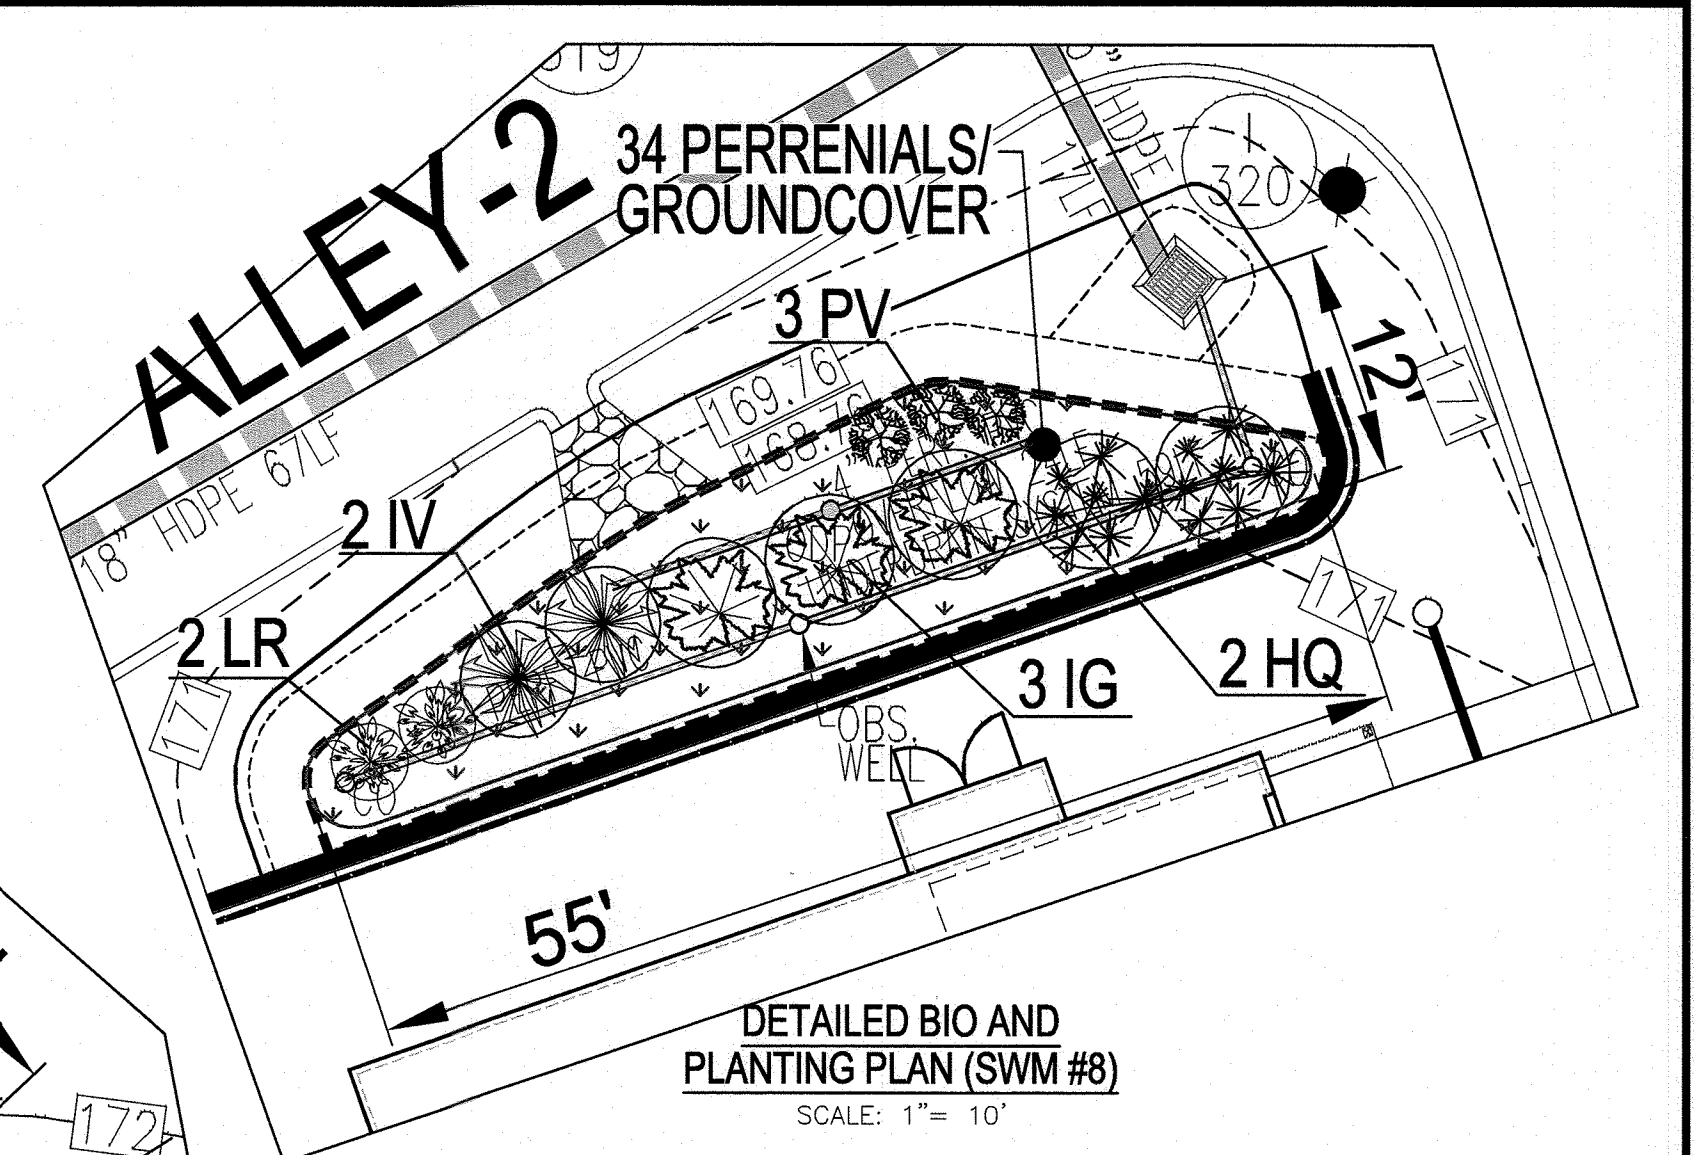 ALLEY-2
34 PERRENIALS/
GROUNDCOVER
HDPE
320
3 PV
12'
169.76
168.76
171
18" HDPE 67LF
2 IV
2 LR
171
171
3 IG
2 HQ
OBS.
WELL
CO
55'
DETAILED BIO AND
PLANTING PLAN (SWM #8)
SCALE: 1"= 10'
172